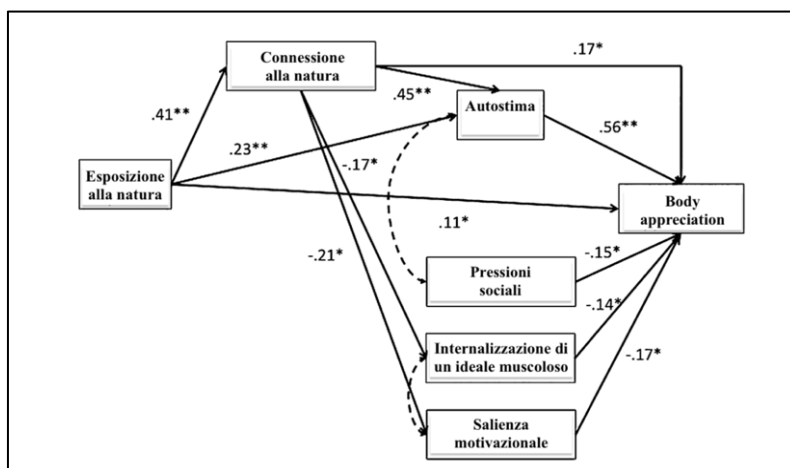 Connessione
alla natura
.17*
.45**
Autostima
.41**
.23**
-.17*
.56**
Esposizione
alla natura
Body
appreciation
.11*
-.21*
-.15*
Pressioni
sociali
-.14*
Internalizzazione di
un ideale muscoloso
-.17*
Salienza
motivazionale